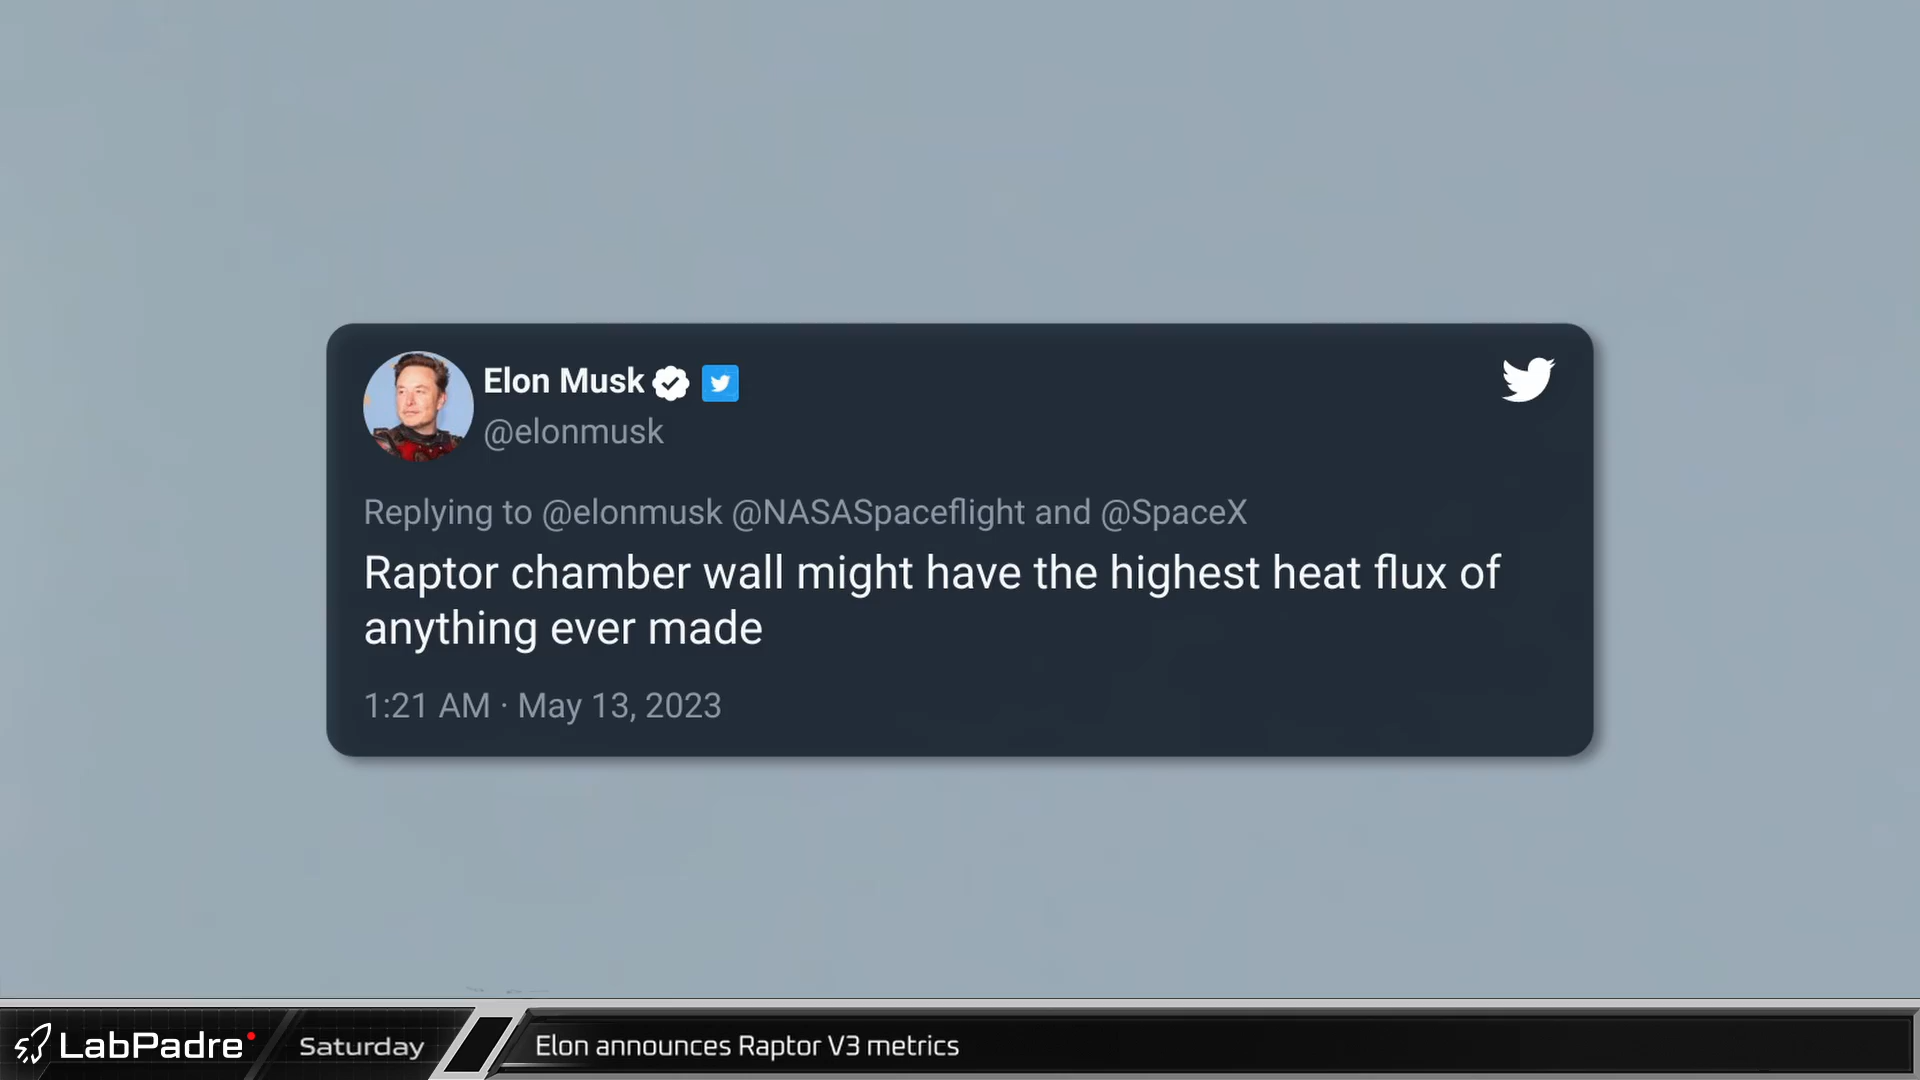 Elon Musk
@elonmusk
Replying to @elonmusk @NASASpaceflight and @SpaceX
Raptor chamber wall might have the highest heat flux of
anything ever made
1:21 AM · May 13, 2023
LabPadre
Saturday
Elon announces Raptor V3 metrics